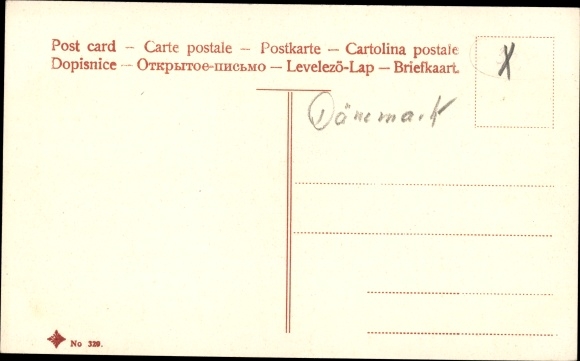 Post card – Carte postale – Postkarte – Cartolina postale
Dopisnice – Открытое-письмо – Levelező-Lap – Briefkaart.
X
Dänemark
No 320.